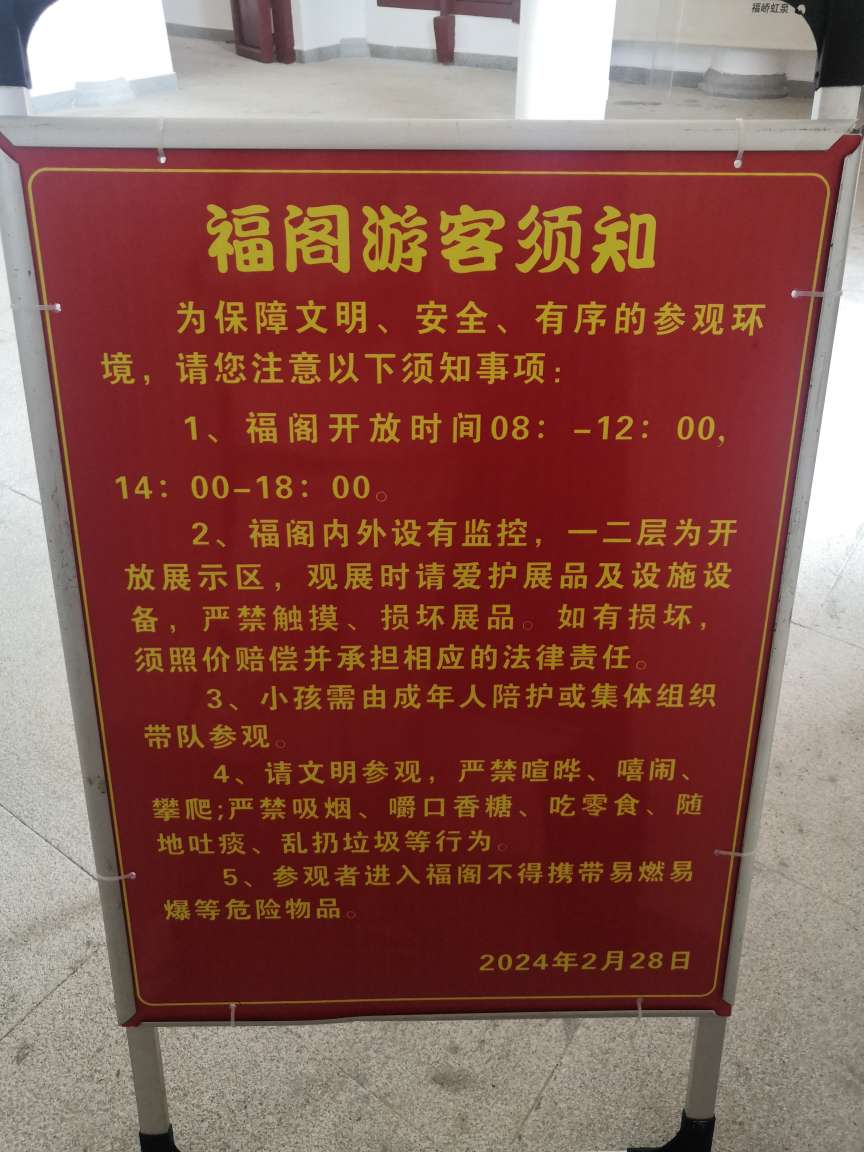 福峤虹泉
福阁游客须知
为保障文明、安全、有序的参观环
境，请您注意以下须知事项：
1、福阁开放时间08：-12：00，
14：00-18：00。
2、福阁内外设有监控，一二层为开
放展示区，观展时请爱护展品及设施设
备，严禁触摸、损坏展品。如有损坏，
须照价赔偿并承担相应的法律责任。
3、小孩需由成年人陪护或集体组织
带队参观。
4、请文明参观，严禁喧哗、嘻闹、
攀爬;严禁吸烟、嚼口香糖、吃零食、随
地吐痰、乱扔垃圾等行为。
5、参观者进入福阁不得携带易燃易
爆等危险物品。
2024年2月28日